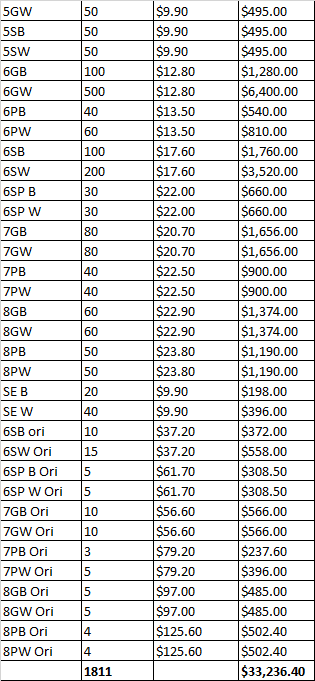 5GW 50 $9.90 $495.00
5SB 50 $9.90 $495.00
5SW 50 $9.90 $495.00
6GB 100 $12.80 $1,280.00
6GW 500 $12.80 $6,400.00
6PB 40 $13.50 $540.00
6PW 60 $13.50 $810.00
6SB 100 $17.60 $1,760.00
6SW 200 $17.60 $3,520.00
6SP B 30 $22.00 $660.00
6SP W 30 $22.00 $660.00
7GB 80 $20.70 $1,656.00
7GW 80 $20.70 $1,656.00
7PB 40 $22.50 $900.00
7PW 40 $22.50 $900.00
8GB 60 $22.90 $1,374.00
8GW 60 $22.90 $1,374.00
8PB 50 $23.80 $1,190.00
8PW 50 $23.80 $1,190.00
SE B 20 $9.90 $198.00
SE W 40 $9.90 $396.00
6SB ori 10 $37.20 $372.00
6SW Ori 15 $37.20 $558.00
6SP B Ori 5 $61.70 $308.50
6SP W Ori 5 $61.70 $308.50
7GB Ori 10 $56.60 $566.00
7GW Ori 10 $56.60 $566.00
7PB Ori 3 $79.20 $237.60
7PW Ori 5 $79.20 $396.00
8GB Ori 5 $97.00 $485.00
8GW Ori 5 $97.00 $485.00
8PB Ori 4 $125.60 $502.40
8PW Ori 4 $125.60 $502.40
1811 $33,236.40